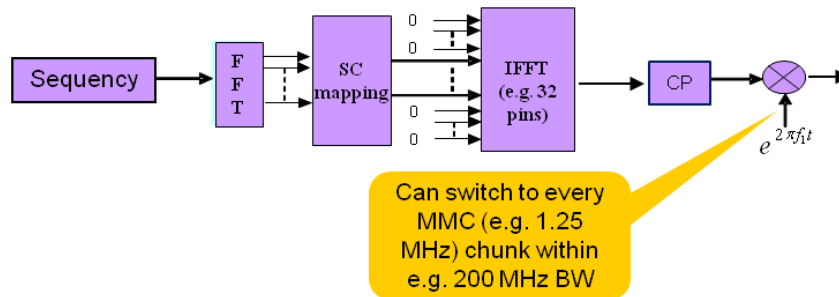 Sequency
F
F
T
SC
mapping
0
0
0
0
IFFT
(e.g. 32
pins)
CP
e^{2πf₁t}
Can switch to every
MMC (e.g. 1.25
MHz) chunk within
e.g. 200 MHz BW